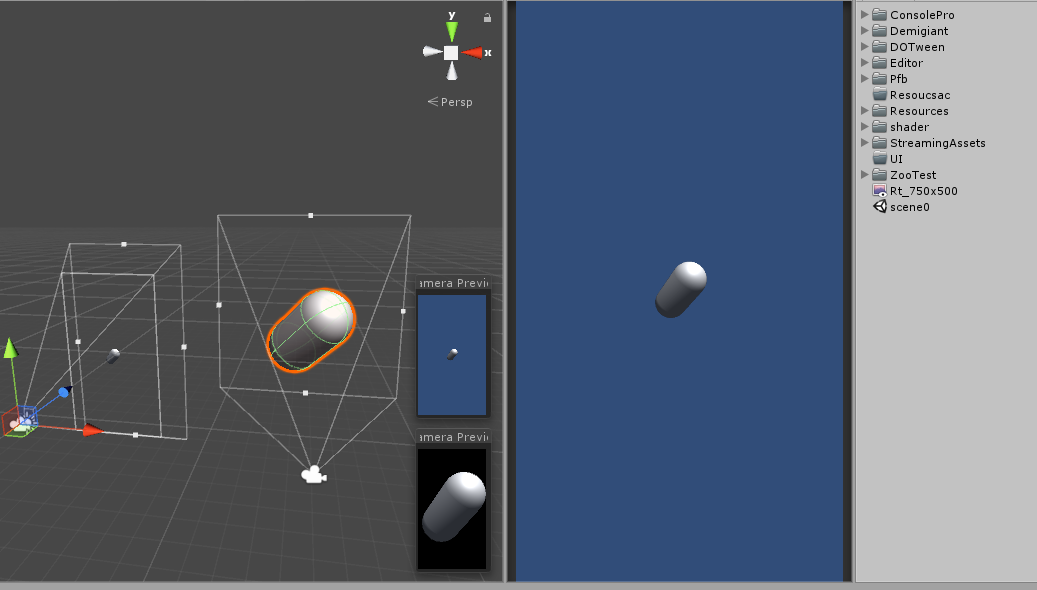 y
x
Persp
amera Previ
amera Previ
ConsolePro
Demigiant
DOTween
Editor
Pfb
Resoucsac
Resources
shader
StreamingAssets
UI
ZooTest
Rt_750x500
scene0